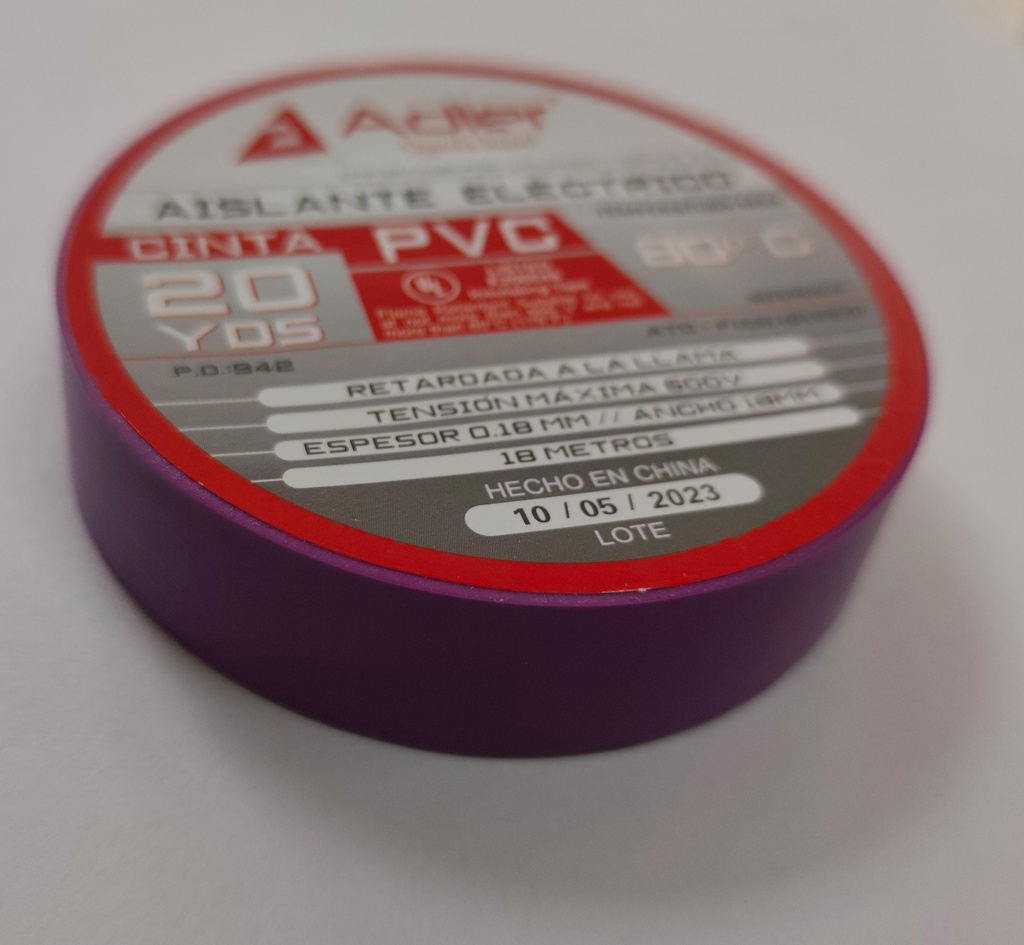 Adler
AISLANTE ELÉCTRICO
CINTA PVC
80° C
20
YDS
UL
P.O.:942
RETARDADA A LA LLAMA
TENSIÓN MÁXIMA 600V
ESPESOR 0.18 MM // ANCHO 18MM
18 METROS
HECHO EN CHINA
10 / 05 / 2023
LOTE